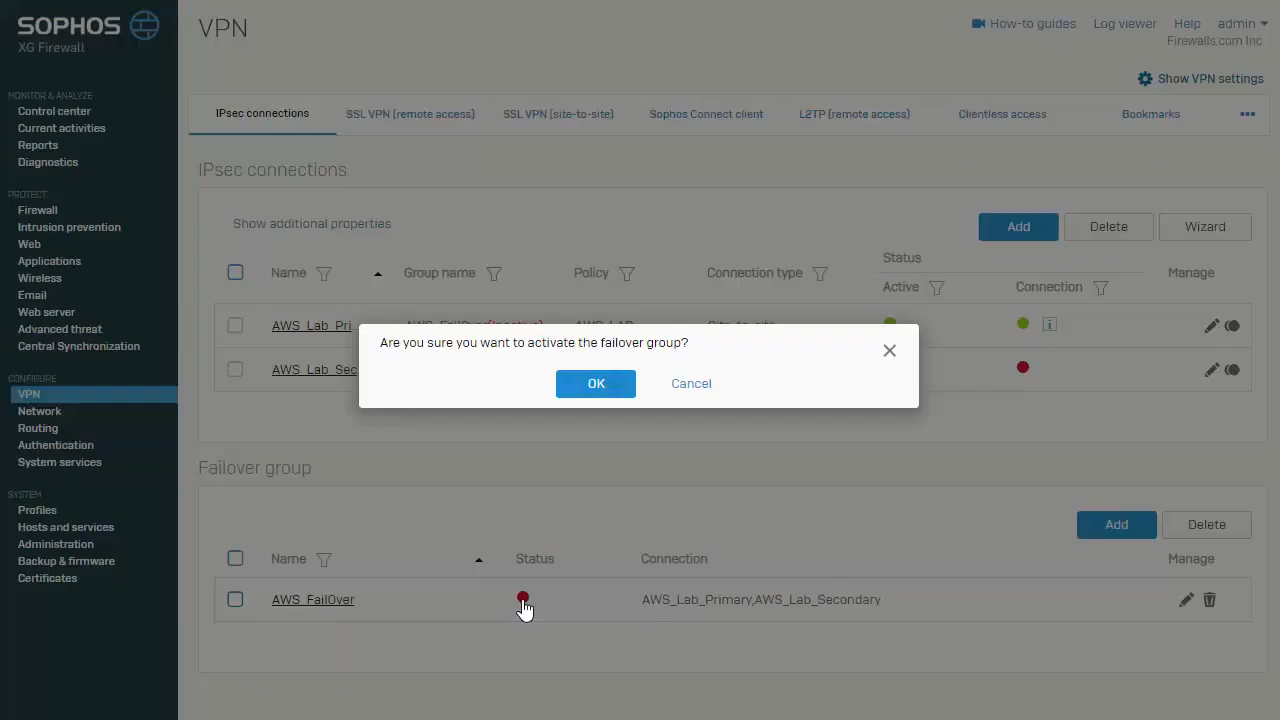 SOPHOS
XG Firewall
MONITOR & ANALYZE
Control center
Current activities
Reports
Diagnostics
PROTECT
Firewall
Intrusion prevention
Web
Applications
Wireless
Email
Web server
Advanced threat
Central Synchronization
CONFIGURE
VPN
Network
Routing
Authentication
System services
SYSTEM
Profiles
Hosts and services
Administration
Backup & firmware
Certificates
VPN
How-to guides Log viewer Help admin
Firewalls.com Inc.
Show VPN settings
IPsec connections SSL VPN (remote access) SSL VPN (site-to-site) Sophos Connect client L2TP (remote access) Clientless access Bookmarks •••
IPsec connections
Show additional properties Add Delete Wizard
Status
Name Group name Policy Connection type Active Connection Manage
AWS_Lab_Pri AWS_FailOver(Inactive) AWS_LAB Site-to-site
AWS_Lab_Sec
Are you sure you want to activate the failover group?
OK Cancel
Failover group
Add Delete
Name Status Connection Manage
AWS_FailOver AWS_Lab_Primary,AWS_Lab_Secondary